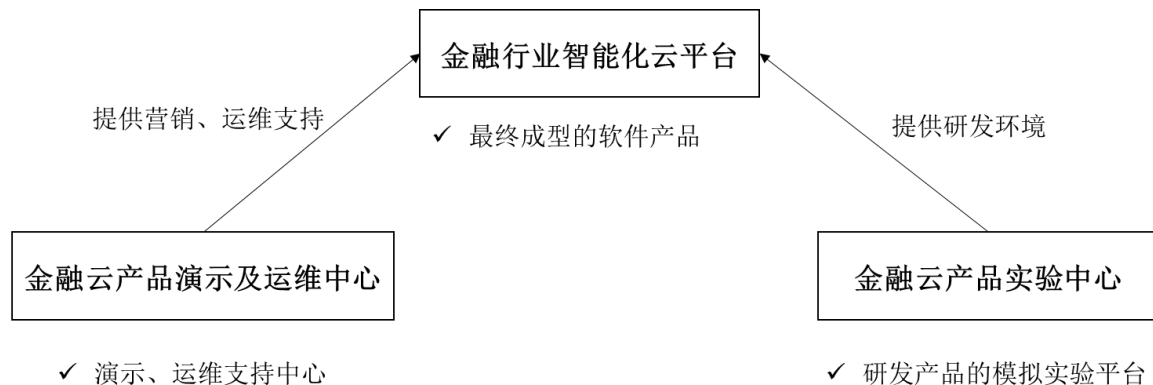 金融行业智能化云平台
提供营销、运维支持
✓ 最终成型的软件产品
提供研发环境
金融云产品演示及运维中心
金融云产品实验中心
✓ 演示、运维支持中心
✓ 研发产品的模拟实验平台